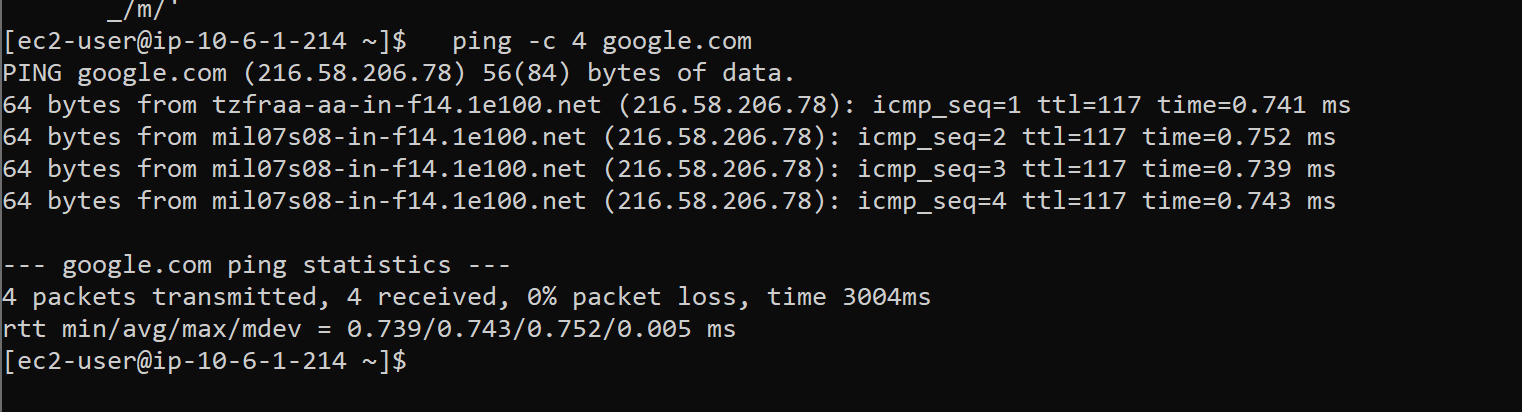 _/m/'
[ec2-user@ip-10-6-1-214 ~]$   ping -c 4 google.com
PING google.com (216.58.206.78) 56(84) bytes of data.
64 bytes from tzfraa-aa-in-f14.1e100.net (216.58.206.78): icmp_seq=1 ttl=117 time=0.741 ms
64 bytes from mil07s08-in-f14.1e100.net (216.58.206.78): icmp_seq=2 ttl=117 time=0.752 ms
64 bytes from mil07s08-in-f14.1e100.net (216.58.206.78): icmp_seq=3 ttl=117 time=0.739 ms
64 bytes from mil07s08-in-f14.1e100.net (216.58.206.78): icmp_seq=4 ttl=117 time=0.743 ms

--- google.com ping statistics ---
4 packets transmitted, 4 received, 0% packet loss, time 3004ms
rtt min/avg/max/mdev = 0.739/0.743/0.752/0.005 ms
[ec2-user@ip-10-6-1-214 ~]$